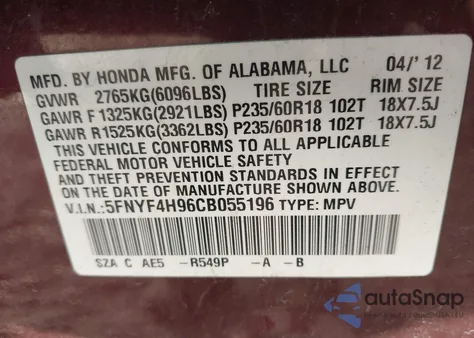 MFD. BY HONDA MFG. OF ALABAMA, LLC 04/'12
GVWR 2765KG(6096LBS) TIRE SIZE RIM SIZE
GAWR F 1325KG(2921LBS) P235/60R18 102T 18X7.5J
GAWR R1525KG(3362LBS) P235/60R18 102T 18X7.5J
THIS VEHICLE CONFORMS TO ALL APPLICABLE
FEDERAL MOTOR VEHICLE SAFETY
AND THEFT PREVENTION STANDARDS IN EFFECT
ON THE DATE OF MANUFACTURE SHOWN ABOVE.
V.I.N.:5FNYF4H96CB055196 TYPE: MPV
SZA C AE5 -R549P -A -B
autoSnap